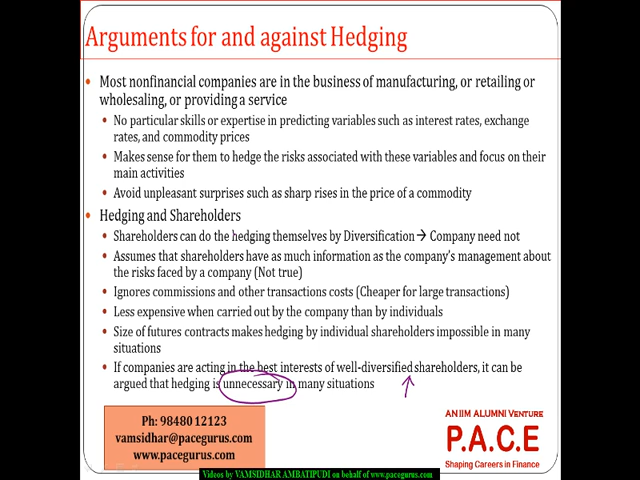 Arguments for and against Hedging
Most nonfinancial companies are in the business of manufacturing, or retailing or
wholesaling, or providing a service
No particular skills or expertise in predicting variables such as interest rates, exchange
rates, and commodity prices
Makes sense for them to hedge the risks associated with these variables and focus on their
main activities
Avoid unpleasant surprises such as sharp rises in the price of a commodity
Hedging and Shareholders
Shareholders can do the hedging themselves by Diversification → Company need not
Assumes that shareholders have as much information as the company's management about
the risks faced by a company (Not true)
Ignores commissions and other transactions costs (Cheaper for large transactions)
Less expensive when carried out by the company than by individuals
Size of futures contracts makes hedging by individual shareholders impossible in many
situations
If companies are acting in the best interests of well-diversified shareholders, it can be
argued that hedging is unnecessary in many situations
Ph: 98480 12123
vamsidhar@pacegurus.com
www.pacegurus.com
AN IIM ALUMNI VENTURE
P.A.C.E
Shaping Careers in Finance
Videos by VAMSIDHAR AMBATIPUDI on behalf of www.pacegurus.com